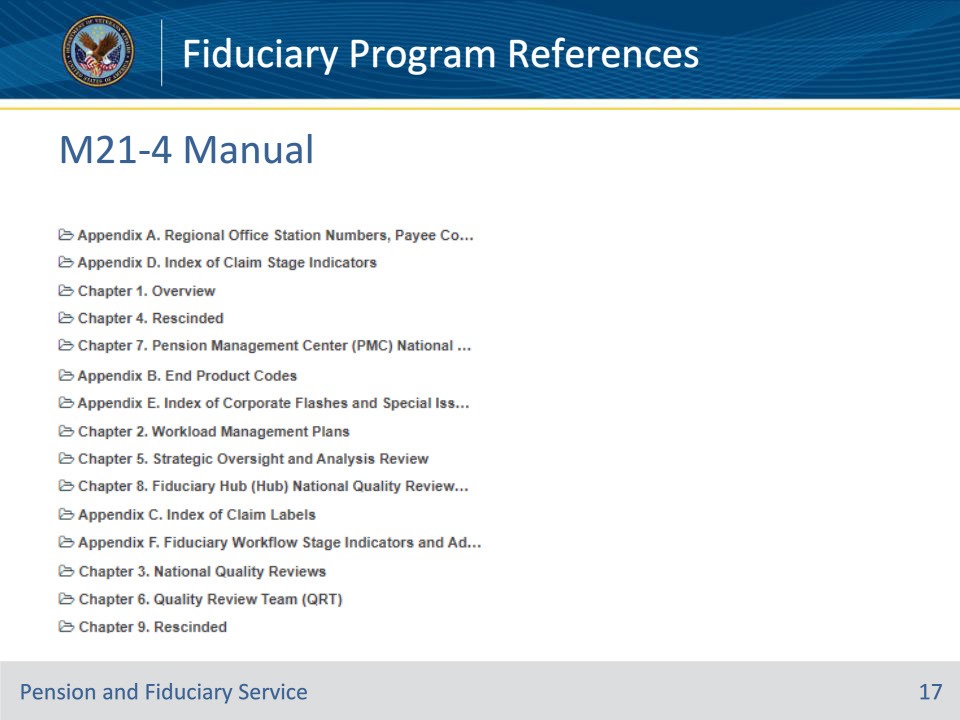 Fiduciary Program References
M21-4 Manual
Appendix A. Regional Office Station Numbers, Payee Co...
Appendix D. Index of Claim Stage Indicators
Chapter 1. Overview
Chapter 4. Rescinded
Chapter 7. Pension Management Center (PMC) National ...
Appendix B. End Product Codes
Appendix E. Index of Corporate Flashes and Special Iss...
Chapter 2. Workload Management Plans
Chapter 5. Strategic Oversight and Analysis Review
Chapter 8. Fiduciary Hub (Hub) National Quality Review...
Appendix C. Index of Claim Labels
Appendix F. Fiduciary Workflow Stage Indicators and Ad...
Chapter 3. National Quality Reviews
Chapter 6. Quality Review Team (QRT)
Chapter 9. Rescinded
Pension and Fiduciary Service
17